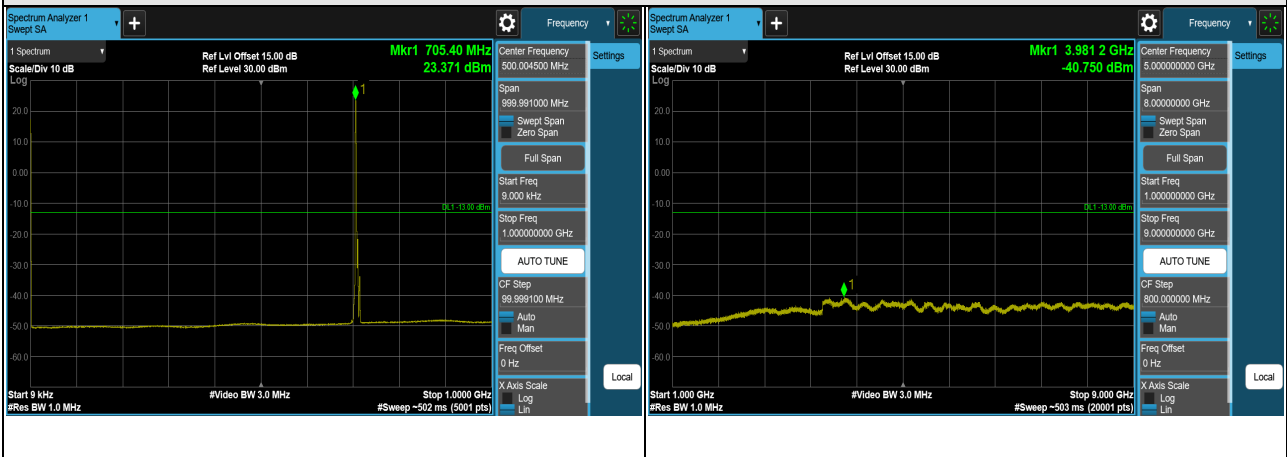 Spectrum Analyzer 1
Swept SA
+
Frequency
1 Spectrum
Scale/Div 10 dB
Log
Ref Lvl Offset 15.00 dB
Ref Level 30.00 dBm
Mkr1 705.40 MHz
23.371 dBm
1
20.0
10.0
0.00
-10.0
-20.0
-30.0
-40.0
-50.0
-60.0
DL1 -13.00 dBm
Start 9 kHz
#Res BW 1.0 MHz
#Video BW 3.0 MHz
Stop 1.0000 GHz
#Sweep ~502 ms (5001 pts)
Center Frequency
500.004500 MHz
Settings
Span
999.991000 MHz
Swept Span
Zero Span
Full Span
Start Freq
9.000 kHz
Stop Freq
1.000000000 GHz
AUTO TUNE
CF Step
99.999100 MHz
Auto
Man
Freq Offset
0 Hz
X Axis Scale
Log
Lin
Local
Spectrum Analyzer 1
Swept SA
+
Frequency
1 Spectrum
Scale/Div 10 dB
Log
Ref Lvl Offset 15.00 dB
Ref Level 30.00 dBm
Mkr1 3.981 2 GHz
-40.750 dBm
1
20.0
10.0
0.00
-10.0
-20.0
-30.0
-40.0
-50.0
-60.0
DL1 -13.00 dBm
Start 1.000 GHz
#Res BW 1.0 MHz
#Video BW 3.0 MHz
Stop 9.000 GHz
#Sweep ~503 ms (20001 pts)
Center Frequency
5.000000000 GHz
Settings
Span
8.00000000 GHz
Swept Span
Zero Span
Full Span
Start Freq
1.000000000 GHz
Stop Freq
9.000000000 GHz
AUTO TUNE
CF Step
800.000000 MHz
Auto
Man
Freq Offset
0 Hz
X Axis Scale
Log
Lin
Local